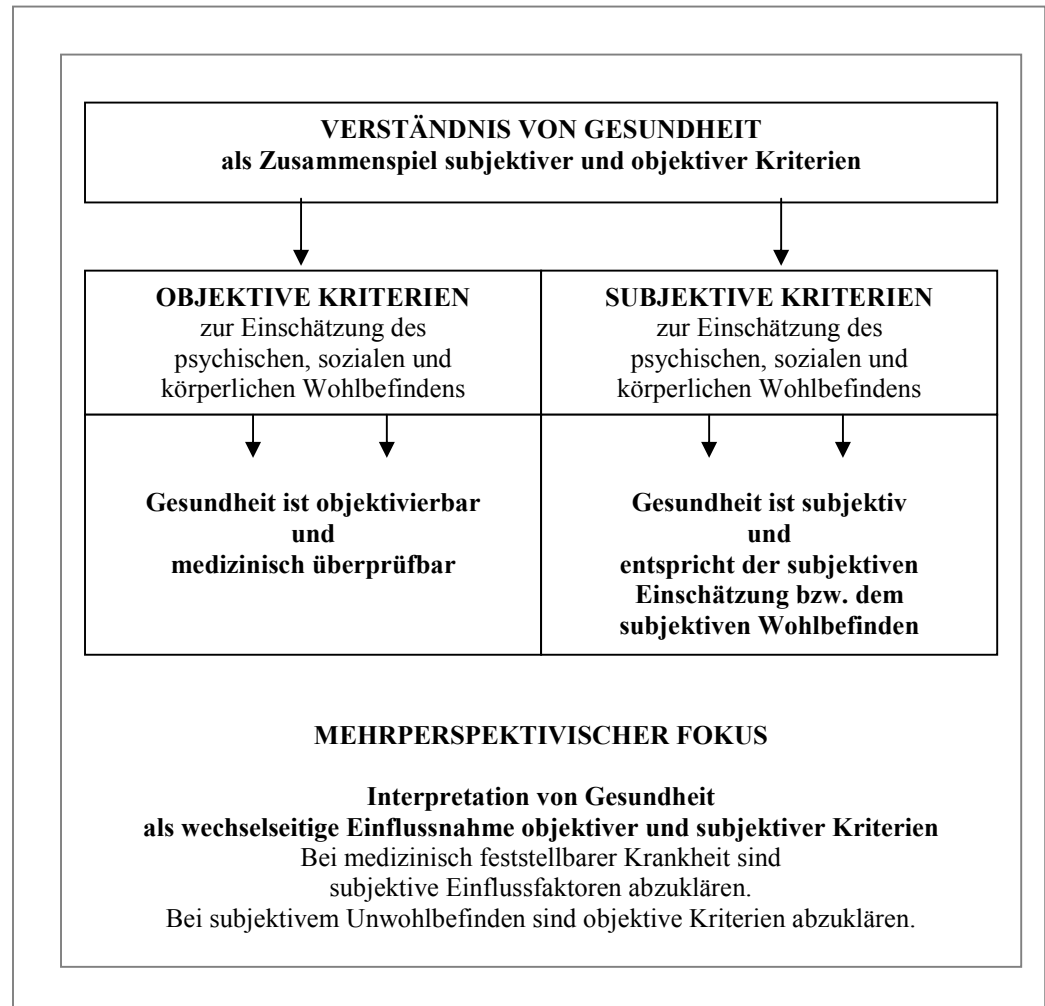 VERSTÄNDNIS VON GESUNDHEIT
als Zusammenspiel subjektiver und objektiver Kriterien
OBJEKTIVE KRITERIEN
zur Einschätzung des
psychischen, sozialen und
körperlichen Wohlbefindens
SUBJEKTIVE KRITERIEN
zur Einschätzung des
psychischen, sozialen und
körperlichen Wohlbefindens
Gesundheit ist objektivierbar
und
medizinisch überprüfbar
Gesundheit ist subjektiv
und
entspricht der subjektiven
Einschätzung bzw. dem
subjektiven Wohlbefinden
MEHRPERSPEKTIVISCHER FOKUS
Interpretation von Gesundheit
als wechselseitige Einflussnahme objektiver und subjektiver Kriterien
Bei medizinisch feststellbarer Krankheit sind
subjektive Einflussfaktoren abzuklären.
Bei subjektivem Unwohlbefinden sind objektive Kriterien abzuklären.